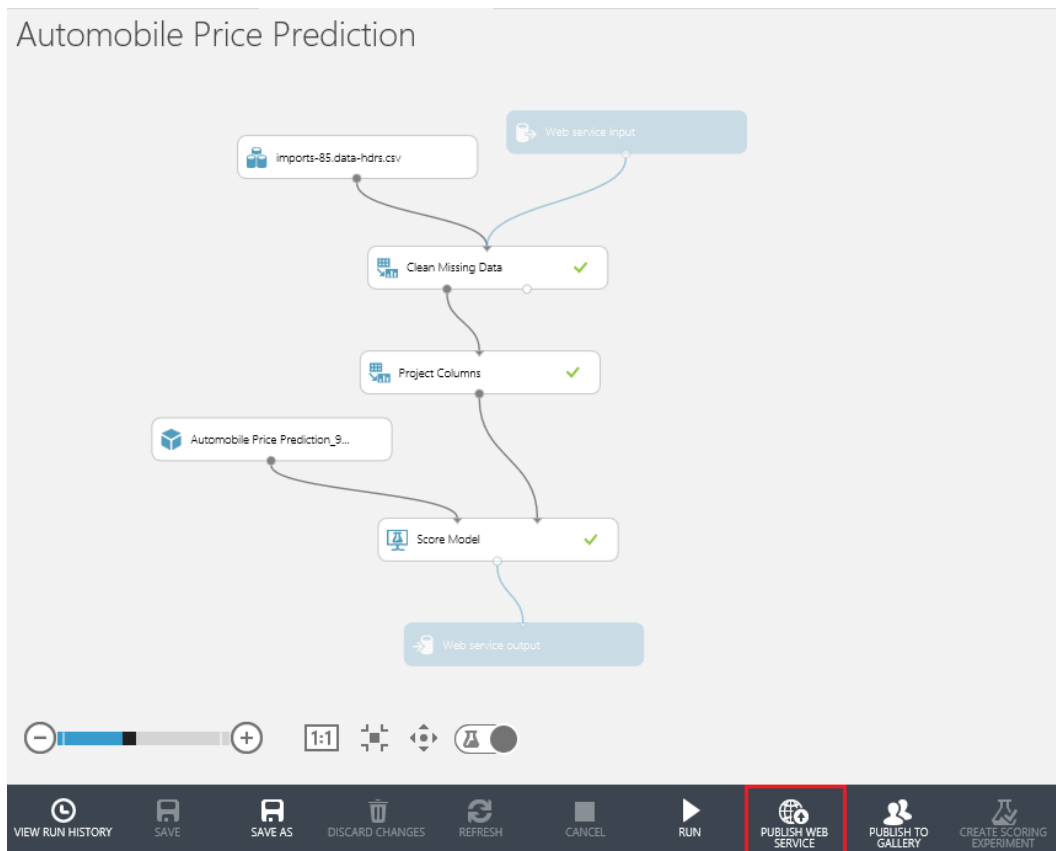 Automobile Price Prediction
Web service input
imports-85.data-hdrs.csv
Clean Missing Data
Project Columns
Automobile Price Prediction_9...
Score Model
Web service output
1:1
VIEW RUN HISTORY
SAVE
SAVE AS
DISCARD CHANGES
REFRESH
CANCEL
RUN
PUBLISH WEB
SERVICE
PUBLISH TO
GALLERY
CREATE SCORING
EXPERIMENT